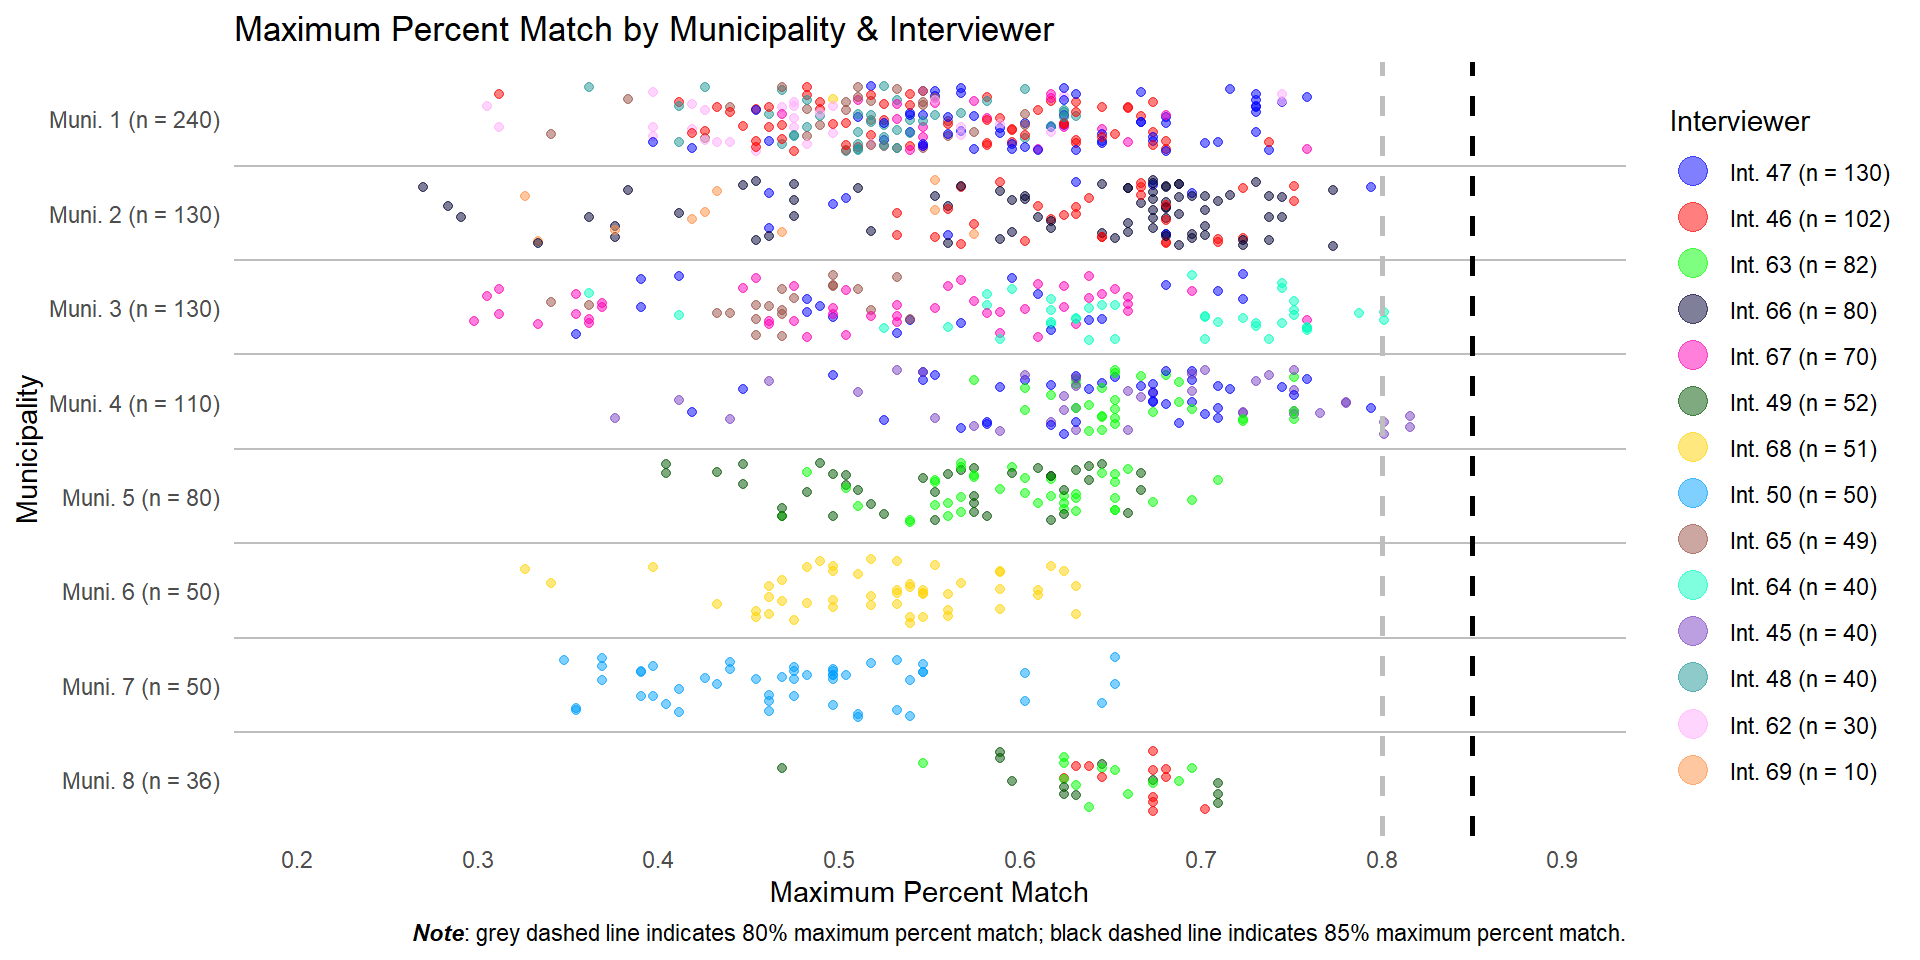 Maximum Percent Match by Municipality & Interviewer
Municipality
Muni. 1 (n = 240)
Muni. 2 (n = 130)
Muni. 3 (n = 130)
Muni. 4 (n = 110)
Muni. 5 (n = 80)
Muni. 6 (n = 50)
Muni. 7 (n = 50)
Muni. 8 (n = 36)
0.2 0.3 0.4 0.5 0.6 0.7 0.8 0.9
Maximum Percent Match
Note: grey dashed line indicates 80% maximum percent match; black dashed line indicates 85% maximum percent match.
Interviewer
Int. 47 (n = 130)
Int. 46 (n = 102)
Int. 63 (n = 82)
Int. 66 (n = 80)
Int. 67 (n = 70)
Int. 49 (n = 52)
Int. 68 (n = 51)
Int. 50 (n = 50)
Int. 65 (n = 49)
Int. 64 (n = 40)
Int. 45 (n = 40)
Int. 48 (n = 40)
Int. 62 (n = 30)
Int. 69 (n = 10)